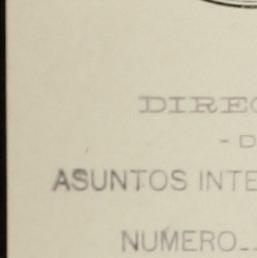 DIREC
- D
ASUNTOS INTE
NUMERO..